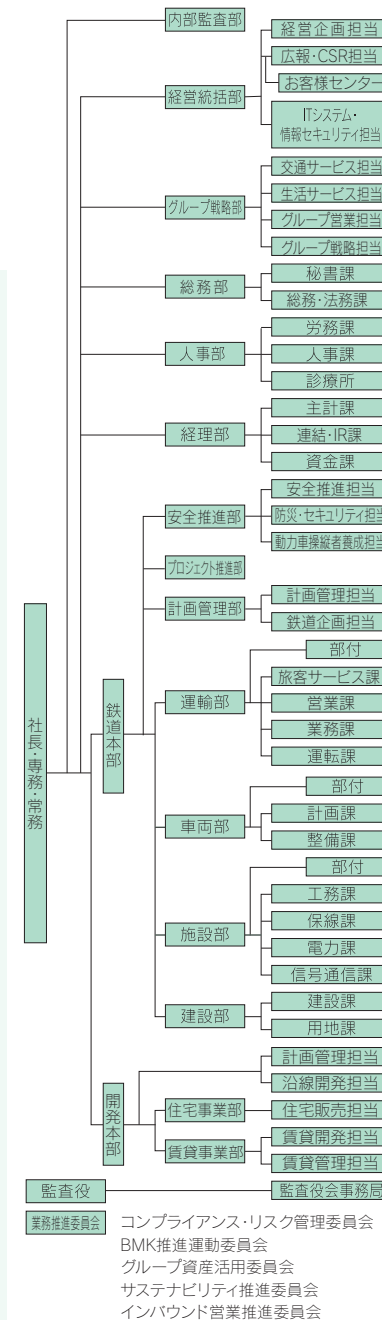 内部監査部
経営統括部
経営企画担当
広報・CSR担当
お客様センター
ITシステム・
情報セキュリティ担当
グループ戦略部
交通サービス担当
生活サービス担当
グループ営業担当
グループ戦略担当
総務部
秘書課
総務・法務課
人事部
労務課
人事課
診療所
経理部
主計課
連結・IR課
資金課
社長・専務・常務
鉄道本部
安全推進部
安全推進担当
防災・セキュリティ担当
動力車操縦者養成担当
プロジェクト推進部
計画管理部
計画管理担当
鉄道企画担当
運輸部
部付
旅客サービス課
営業課
業務課
運転課
車両部
部付
計画課
整備課
施設部
部付
工務課
保線課
電力課
信号通信課
建設部
建設課
用地課
開発本部
計画管理担当
沿線開発担当
住宅事業部
住宅販売担当
賃貸事業部
賃貸開発担当
賃貸管理担当
監査役
監査役会事務局
業務推進委員会
コンプライアンス・リスク管理委員会
BMK推進運動委員会
グループ資産活用委員会
サステナビリティ推進委員会
インバウンド営業推進委員会